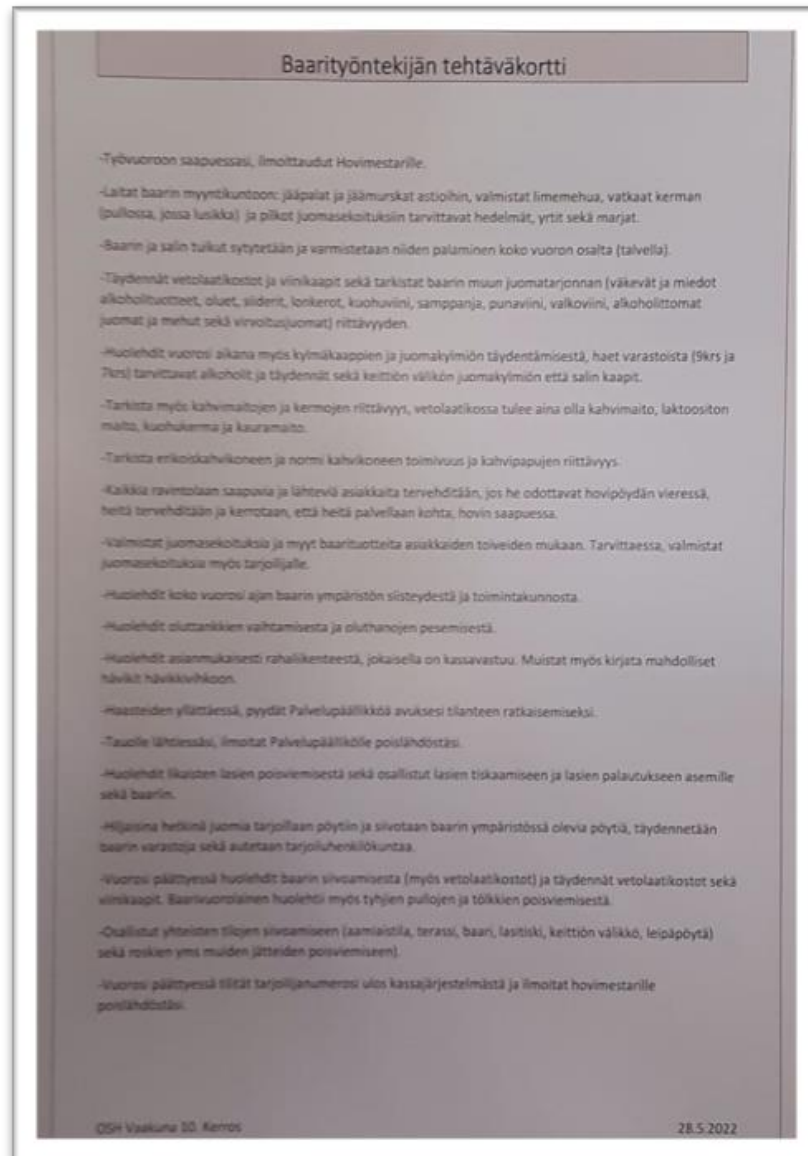 Baarityöntekijän tehtäväkortti
-Työvuoroon saapuessasi, ilmoittaudut Hovimestarille.
-Laitat baarin myyntikuntoon: jääpalat ja jäämurskat astioihin, valmistat limemehua, vatkaat kerman
(pullossa, jossa lusikka) ja pilkot juomasekoituksiin tarvittavat hedelmät, yrtit sekä marjat.
-Baarin ja salin tuikut sytytetään ja varmistetaan niiden palaminen koko vuoron osalta (talvella).
-Täydennät vetolaatikostot ja viinikaapit sekä tarkistat baarin muun juomatarjonnan (väkevät ja miedot
alkoholituotteet, oluet, siiderit, lonkerot, kuohuviini, samppanja, punaviini, valkoviini, alkoholittomat
juomat ja mehut sekä virvoitusjuomat) riittävyyden.
-Huolehdit vuorosi aikana myös kylmäkaappien ja juomakylmiön täydentämisestä, haet varastoista (9krs ja
7krs) tarvittavat alkoholit ja täydennät sekä keittiön välikön juomakylmiön että salin kaapit.
-Tarkista myös kahvimaitojen ja kermojen riittävyys, vetolaatikossa tulee aina olla kahvimaito, laktoositon
maito, kuohukerma ja kauramaito.
-Tarkista erikoiskahvikoneen ja normi kahvikoneen toimivuus ja kahvipapujen riittävyys.
-Kaikkia ravintolaan saapuvia ja lähteviä asiakkaita tervehditään, jos he odottavat hovipöydän vieressä,
heitä tervehditään ja kerrotaan, että heitä palvellaan kohta, hovin saapuessa.
-Valmistat juomasekoituksia ja myyt baarituotteita asiakkaiden toiveiden mukaan. Tarvittaessa, valmistat
juomasekoituksia myös tarjoilijalle.
-Huolehdit koko vuorosi ajan baarin ympäristön siisteydestä ja toimintakunnosta.
-Huolehdit oluttankkien vaihtamisesta ja oluthanojen pesemisestä.
-Huolehdit asianmukaisesti rahaliikenteestä, jokaisella on kassavastuu. Muistat myös kirjata mahdolliset
hävikit hävikkivihkoon.
-Haasteiden yllättäessä, pyydät Palvelupäällikköä avuksesi tilanteen ratkaisemiseksi.
-Tauolle lähtiessäsi, ilmoitat Palvelupäällikölle poislähdöstäsi.
-Huolehdit likaisten lasien poisviemisestä sekä osallistut lasien tiskaamiseen ja lasien palautukseen asemille
sekä baariin.
-Hiljaisina hetkinä juomia tarjoillaan pöytiin ja siivotaan baarin ympäristössä olevia pöytiä, täydennetään
baarin varastoja sekä autetaan tarjoiluhenkilökuntaa.
-Vuorosi päättyessä huolehdit baarin siivoamisesta (myös vetolaatikostot) ja täydennät vetolaatikostot sekä
viinikaapit. Baarivuorolainen huolehtii myös tyhjien pullojen ja tölkkien poisviemisestä.
-Osallistut yhteisten tilojen siivoamiseen (aamiaistila, terassi, baari, lasitiski, keittiön välikkö, leipäpöytä)
sekä roskien yms muiden jätteiden poisviemiseen).
-Vuorosi päättyessä tilität tarjoilijanumerosi ulos kassajärjestelmästä ja ilmoitat hovimestarille
poislähdöstäsi.
OSH Vaakuna 10. Kerros 28.5.2022